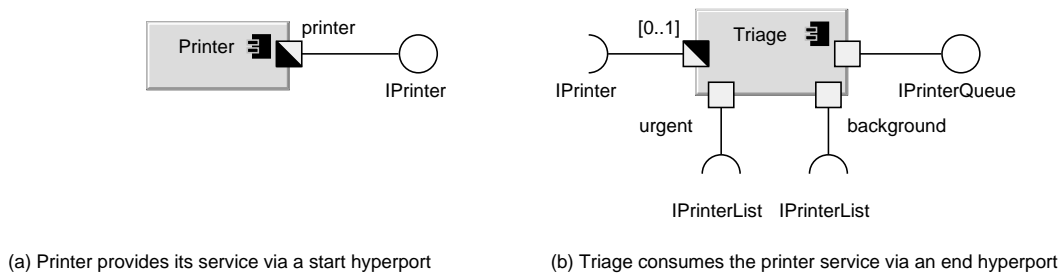 printer
Printer
IPrinter
(a) Printer provides its service via a start hyperport
[0..1]
Triage
IPrinter
IPrinterQueue
urgent
background
IPrinterList
IPrinterList
(b) Triage consumes the printer service via an end hyperport